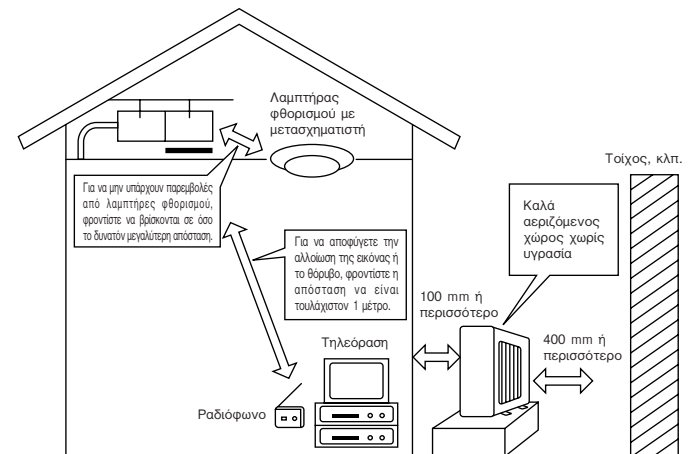 Λαμπτήρας
φθορισμού με
μετασχηματιστή
Τοίχος, κλπ.
Για να μην υπάρχουν παρεμβολές
από λαμπτήρες φθορισμού,
φροντίστε να βρίσκονται σε όσο
το δυνατόν μεγαλύτερη απόσταση.
Καλά
αεριζόμενος
χώρος χωρίς
υγρασία
Για να αποφύγετε την
αλλοίωση της εικόνας ή
το θόρυβο, φροντίστε η
απόσταση να είναι
τουλάχιστον 1 μέτρο.
100 mm ή
περισσότερο
400 mm ή
περισσότερο
Τηλεόραση
Ραδιόφωνο